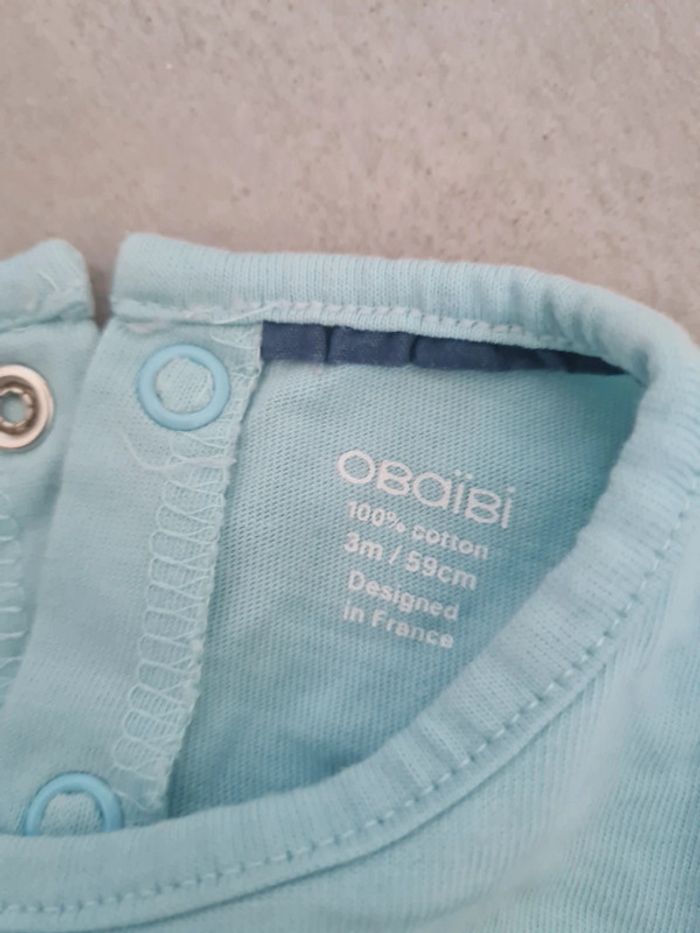 obaïbi
100% cotton
3m / 59cm
Designed
in France